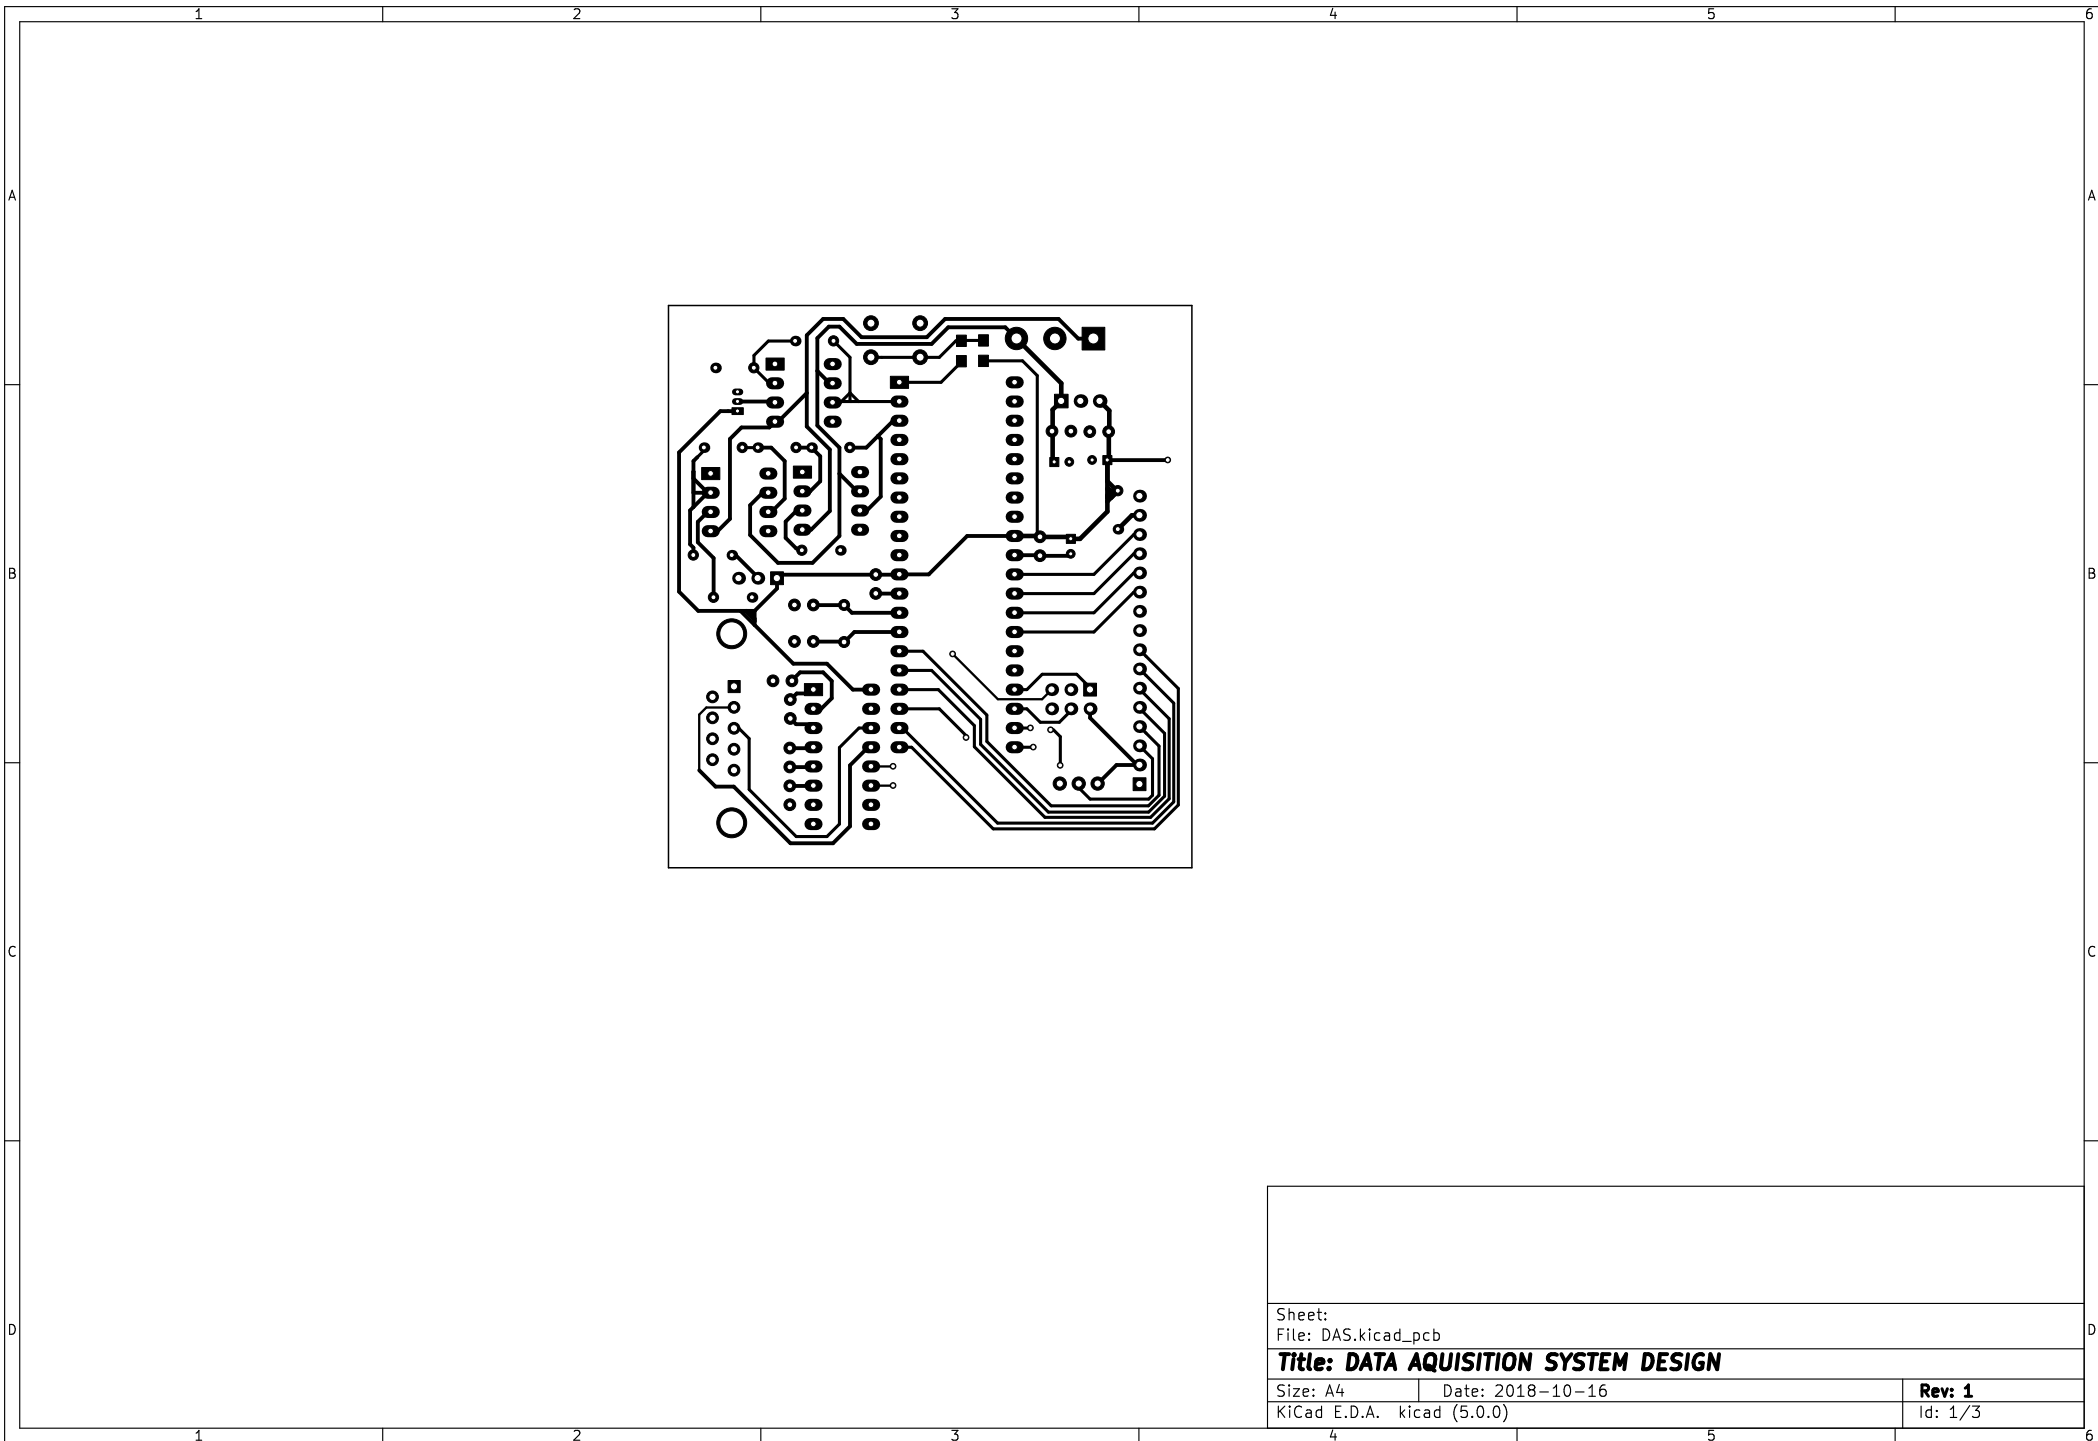 1 2 3 4 5 6
A A
B B
C C
D D
Sheet:
File: DAS.kicad_pcb
Title: DATA AQUISITION SYSTEM DESIGN
Size: A4 Date: 2018-10-16 Rev: 1
KiCad E.D.A. kicad (5.0.0) Id: 1/3
1 2 3 4 5 6